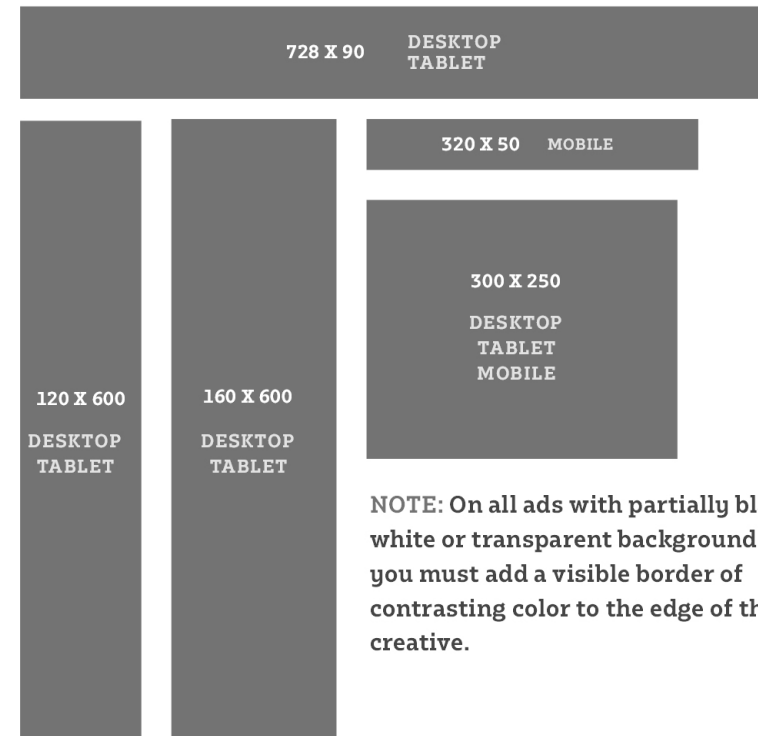 728 X 90
DESKTOP
TABLET
320 X 50 MOBILE
300 X 250
DESKTOP
TABLET
MOBILE
120 X 600
DESKTOP
TABLET
160 X 600
DESKTOP
TABLET
NOTE: On all ads with partially
white or transparent background
you must add a visible border of
contrasting color to the edge of
creative.